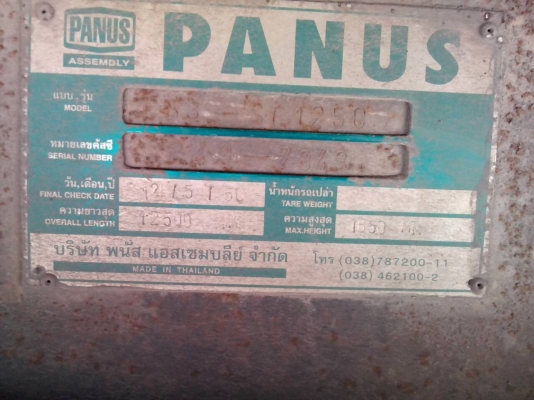 PANUS
ASSEMBLY
PANUS
แบบ, รุ่น
MODEL
หมายเลขคัสซี
SERIAL NUMBER
วัน,เดือน,ปี
FINAL CHECK DATE
น้ำหนักรถเปล่า
TARE WEIGHT
ความยาวสุด
OVERALL LENGTH
12500
ความสูงสุด
MAX.HEIGHT
1550
บริษัท พนัส แอสเซมบลีย์ จำกัด
MADE IN THAILAND
โทร (038)787200-11
(038) 462100-2